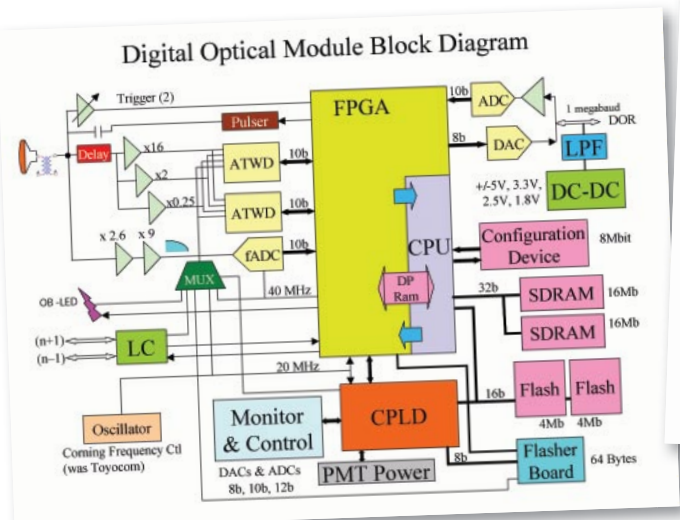 Digital Optical Module Block Diagram
Trigger (2)
FPGA
10b
ADC
1 megabaud
DOR
Pulser
Delay
x16
8b
DAC
LPF
ATWD
10b
x2
+/-5V, 3.3V,
2.5V, 1.8V
DC-DC
x0.25
ATWD
10b
x 2.6
x 9
fADC
10b
CPU
Configuration
Device
8Mbit
MUX
DP
Ram
OB -LED
40 MHz
32b
SDRAM
16Mb
SDRAM
16Mb
(n+1)
(n–1)
LC
20 MHz
16b
Flash
Flash
4Mb
4Mb
Oscillator
Corning Frequency Ctl
(was Toyocom)
Monitor
& Control
CPLD
DACs & ADCs
8b, 10b, 12b
PMT Power
8b
Flasher
Board
64 Bytes